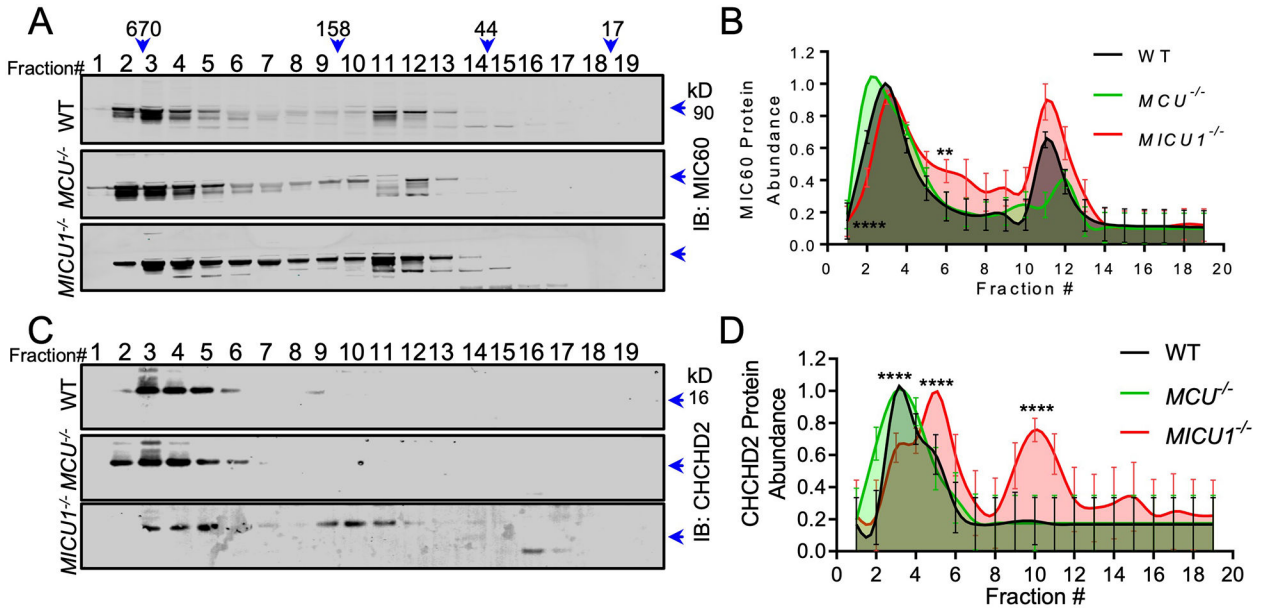 A
670 158 44 17
Fraction# 1 2 3 4 5 6 7 8 9 10 11 12 13 14 15 16 17 18 19
WT
MCU-/-
MICU1-/-
kD
90
IB: MIC60
B
MIC60 Protein
Abundance
1.2
1.0
0.8
0.6
0.4
0.2
0.0
0 2 4 6 8 10 12 14 16 18 20
Fraction #
**
****
WT
MCU-/-
MICU1-/-
C
Fraction# 1 2 3 4 5 6 7 8 9 10 11 12 13 14 15 16 17 18 19
WT
MCU-/-
MICU1-/-
kD
16
IB: CHCHD2
D
CHCHD2 Protein
Abundance
1.2
1.0
0.8
0.6
0.4
0.2
0.0
0 2 4 6 8 10 12 14 16 18 20
Fraction #
**** **** ****
WT
MCU-/-
MICU1-/-